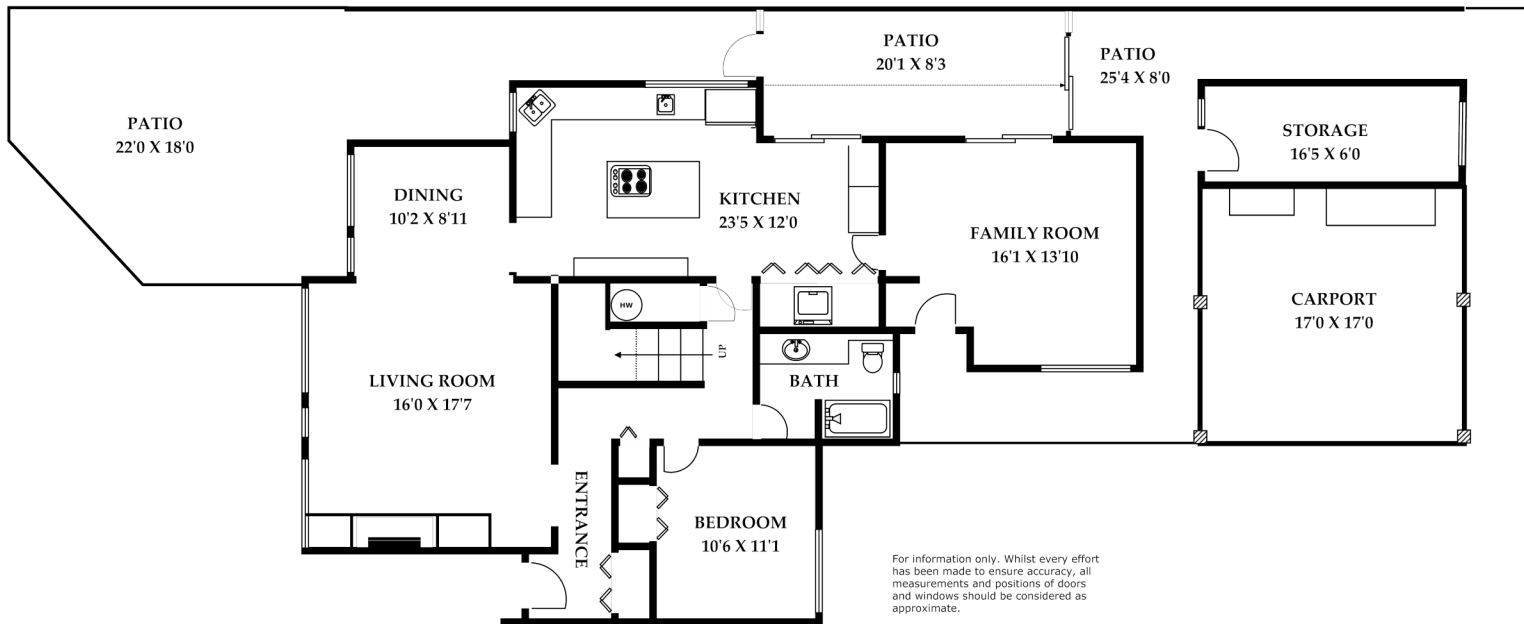 PATIO
20'1 X 8'3
PATIO
25'4 X 8'0
PATIO
22'0 X 18'0
STORAGE
16'5 X 6'0
DINING
10'2 X 8'11
KITCHEN
23'5 X 12'0
FAMILY ROOM
16'1 X 13'10
HW
CARPORT
17'0 X 17'0
UP
LIVING ROOM
16'0 X 17'7
BATH
ENTRANCE
BEDROOM
10'6 X 11'1
For information only. Whilst every effort
has been made to ensure accuracy, all
measurements and positions of doors
and windows should be considered as
approximate.